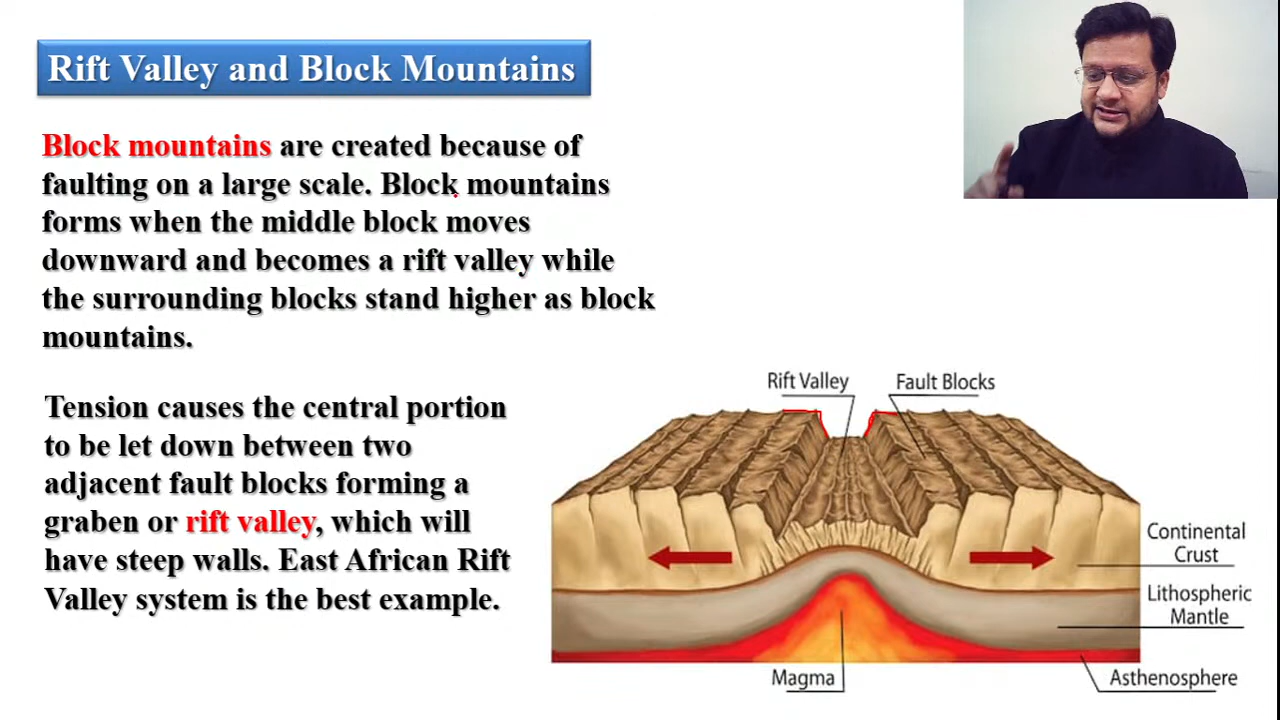 Rift Valley and Block Mountains
Block mountains are created because of
faulting on a large scale. Block mountains
forms when the middle block moves
downward and becomes a rift valley while
the surrounding blocks stand higher as block
mountains.
Tension causes the central portion
to be let down between two
adjacent fault blocks forming a
graben or rift valley, which will
have steep walls. East African Rift
Valley system is the best example.
Rift Valley
Fault Blocks
Continental
Crust
Lithospheric
Mantle
Magma
Asthenosphere